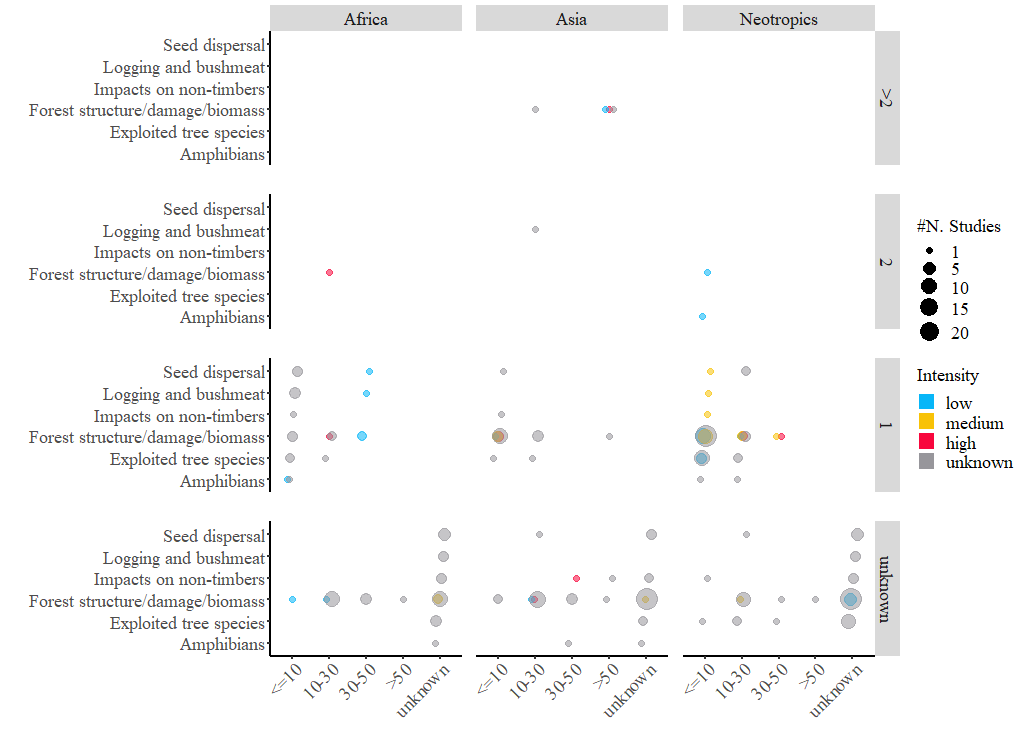 Africa
Asia
Neotropics
Seed dispersal
Logging and bushmeat
Impacts on non-timbers
Forest structure/damage/biomass
Exploited tree species
Amphibians
>2
Seed dispersal
Logging and bushmeat
Impacts on non-timbers
Forest structure/damage/biomass
Exploited tree species
Amphibians
2
Seed dispersal
Logging and bushmeat
Impacts on non-timbers
Forest structure/damage/biomass
Exploited tree species
Amphibians
1
Seed dispersal
Logging and bushmeat
Impacts on non-timbers
Forest structure/damage/biomass
Exploited tree species
Amphibians
unknown
<=10
10-30
30-50
>50
unknown
<=10
10-30
30-50
>50
unknown
<=10
10-30
30-50
>50
unknown
#N. Studies
1
5
10
15
20
Intensity
low
medium
high
unknown